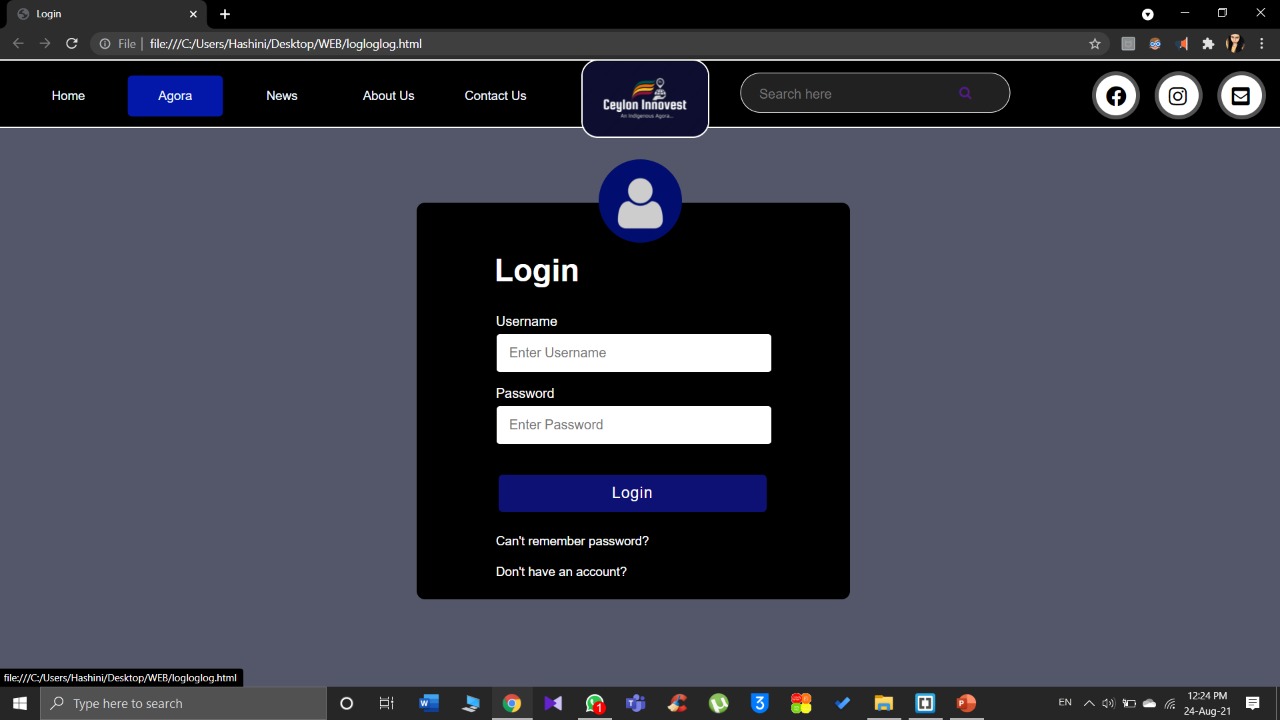 Login
File
file:///C:/Users/Hashini/Desktop/WEB/logloglog.html
Home
Agora
News
About Us
Contact Us
Ceylon Innovest
An Indigenous Agora...
Search here
Login
Username
Enter Username
Password
Enter Password
Login
Can't remember password?
Don't have an account?
file:///C:/Users/Hashini/Desktop/WEB/logloglog.html
Type here to search
1
EN
12:24 PM
24-Aug-21